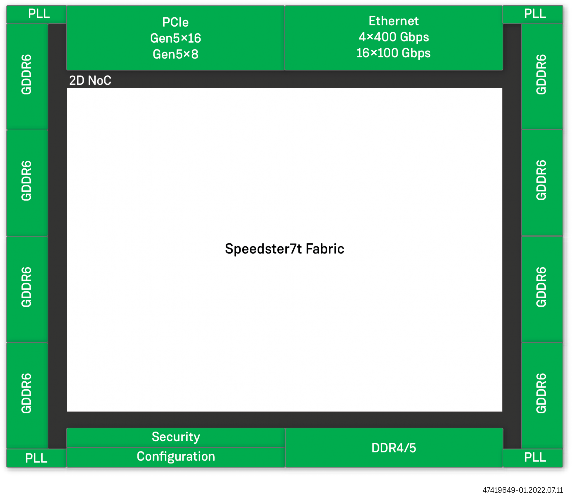 PLL
PCIe
Gen5×16
Gen5×8
Ethernet
4×400 Gbps
16×100 Gbps
PLL
2D NoC
GDDR6
GDDR6
GDDR6
GDDR6
Speedster7t Fabric
GDDR6
GDDR6
GDDR6
GDDR6
PLL
Security
Configuration
DDR4/5
PLL
47419849-01.2022.07.11